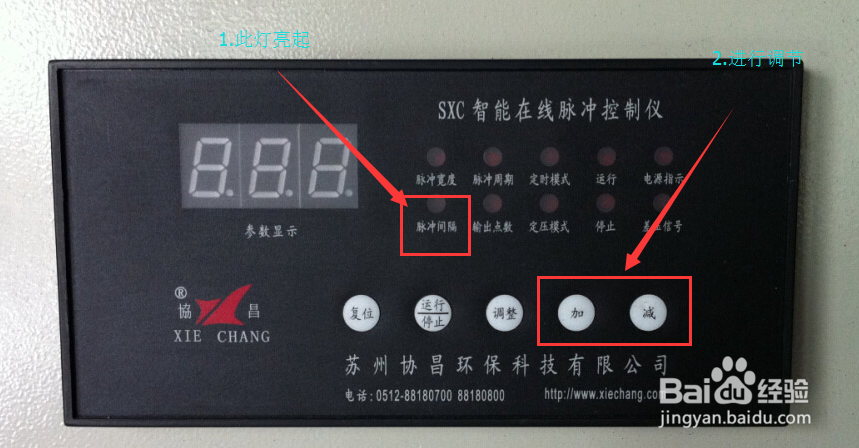 1.此灯亮起
2.进行调节
SXC 智能在线脉冲控制仪
8.8.8.
脉冲宽度 脉冲周期 定时模式 运行 电源指示
脉冲间隔 输出点数 定压模式 停止 差压信号
参数显示
®
協 昌
XIE CHANG
复位 运行 调整 加 减
停止
苏州协昌环保科技有限公司
电话:0512-88180700 88180800 http://www.xiechang.co
Baidu 经验
jingyan.baidu.com